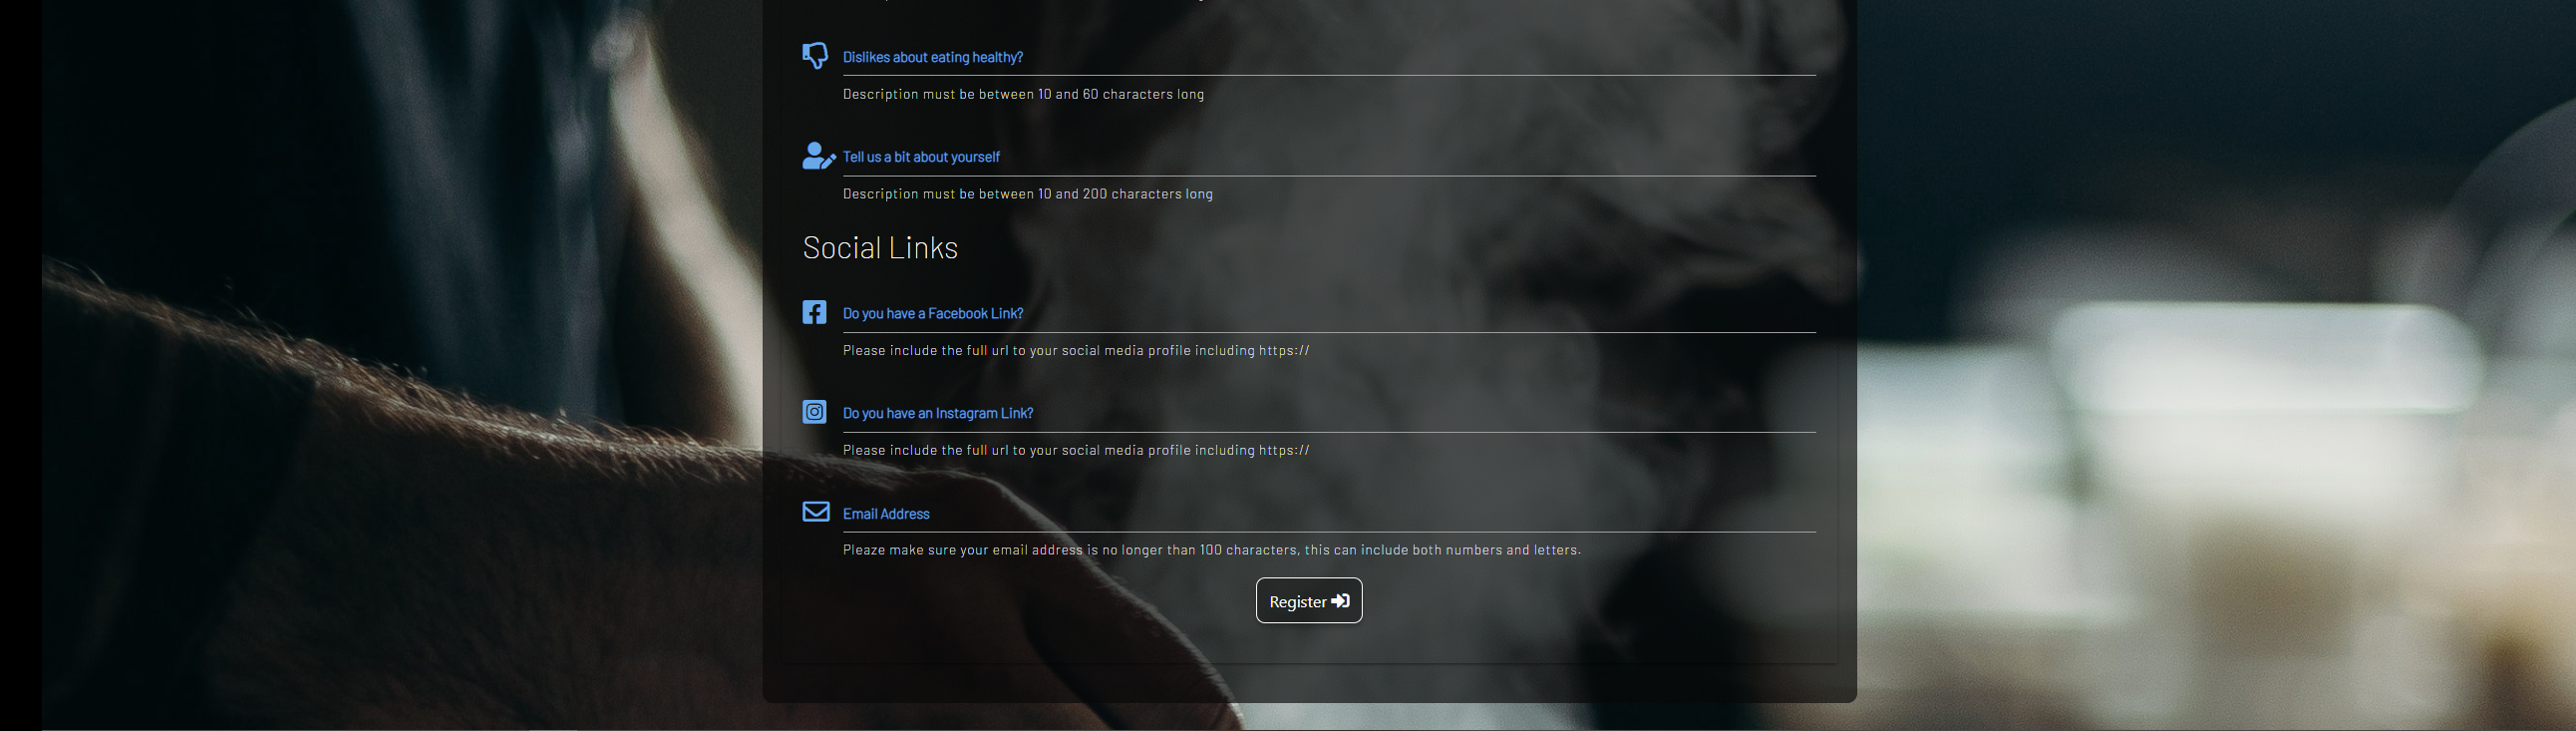 Dislikes about eating healthy?
Description must be between 10 and 60 characters long
Tell us a bit about yourself
Description must be between 10 and 200 characters long
Social Links
Do you have a Facebook Link?
Please include the full url to your social media profile including https://
Do you have an Instagram Link?
Please include the full url to your social media profile including https://
Email Address
Pleaze make sure your email address is no longer than 100 characters, this can include both numbers and letters.
Register